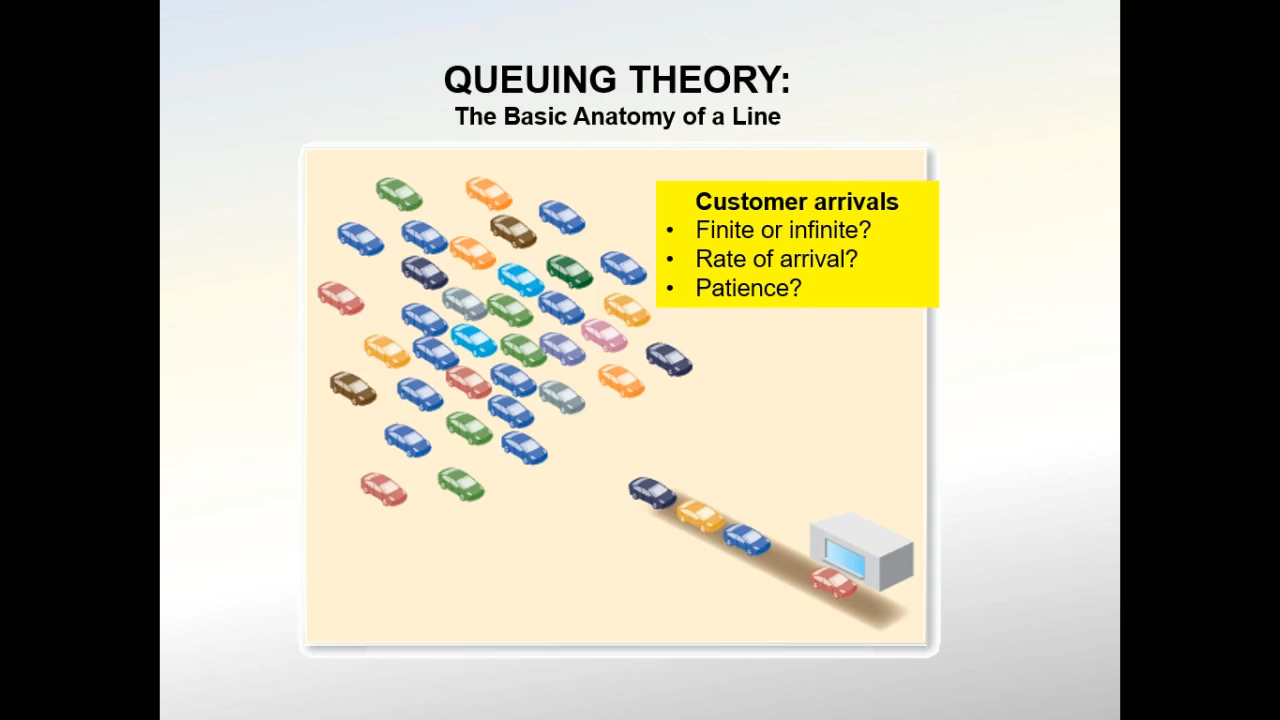 QUEUING THEORY:
The Basic Anatomy of a Line
Customer arrivals
• Finite or infinite?
• Rate of arrival?
• Patience?